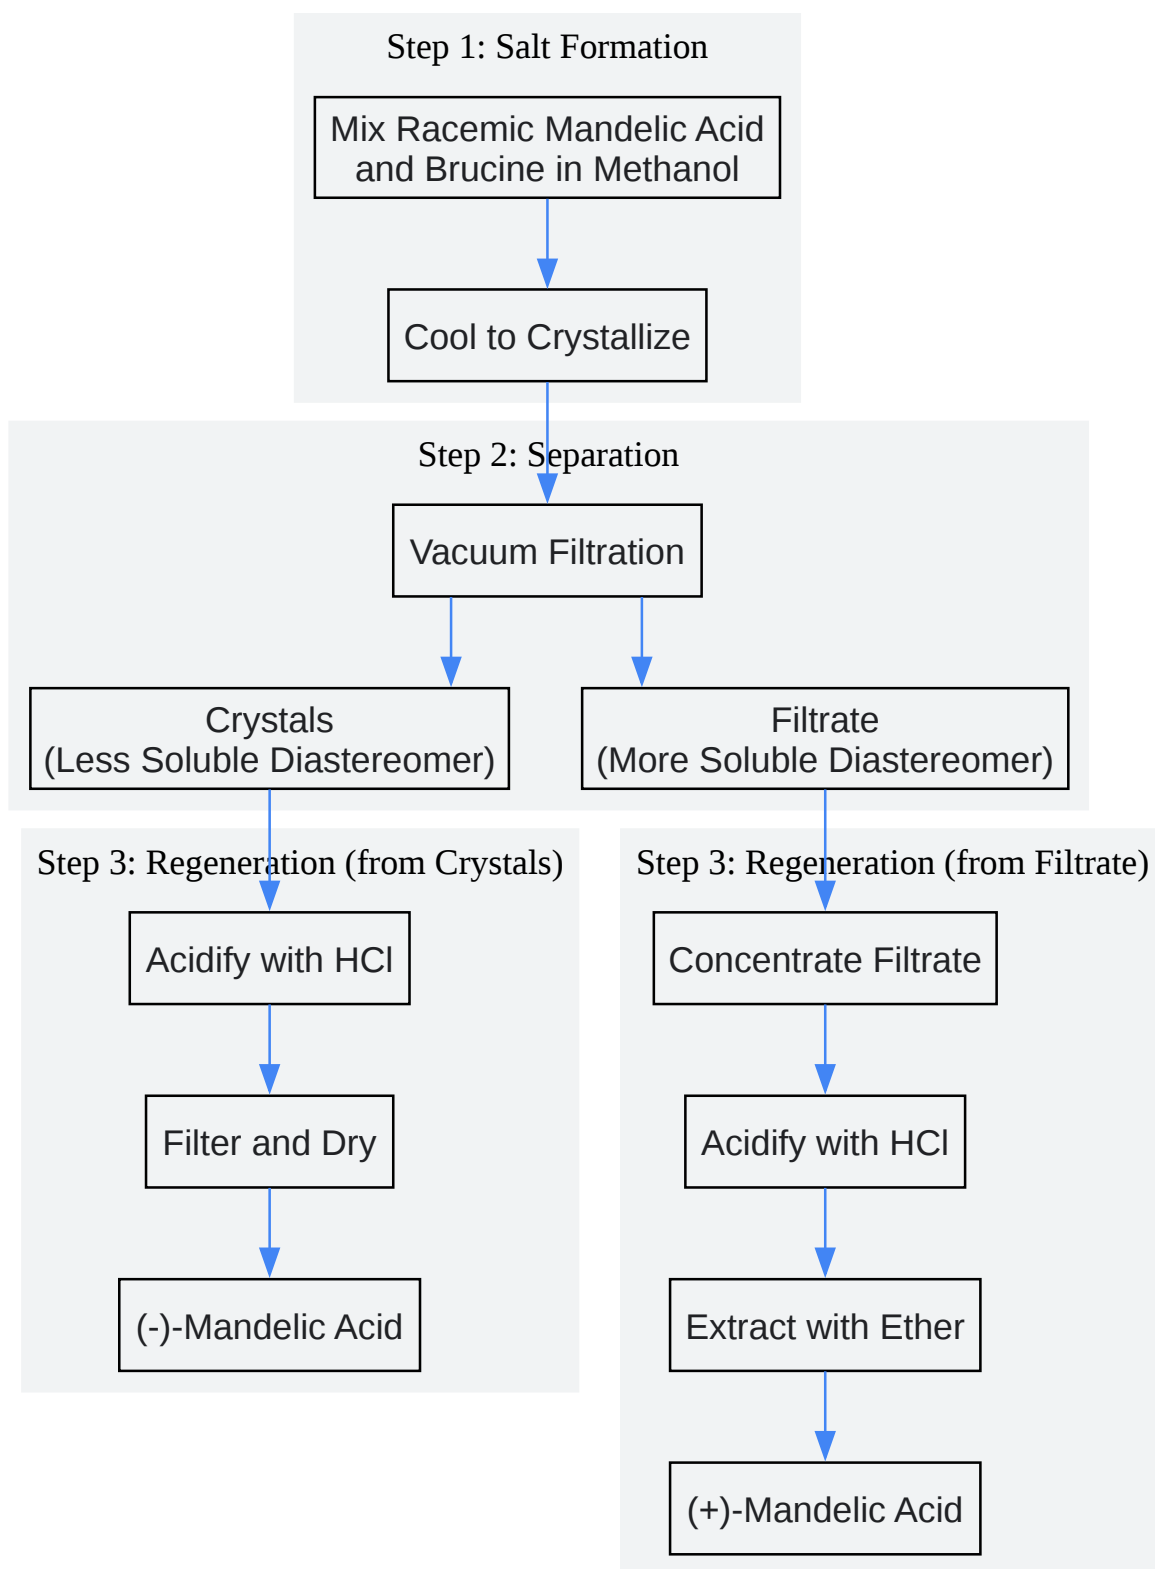 Step 1: Salt Formation
Mix Racemic Mandelic Acid
and Brucine in Methanol
Cool to Crystallize
Step 2: Separation
Vacuum Filtration
Crystals
(Less Soluble Diastereomer)
Filtrate
(More Soluble Diastereomer)
Step 3: Regeneration (from Crystals)
Acidify with HCl
Filter and Dry
(-)-Mandelic Acid
Step 3: Regeneration (from Filtrate)
Concentrate Filtrate
Acidify with HCl
Extract with Ether
(+)-Mandelic Acid